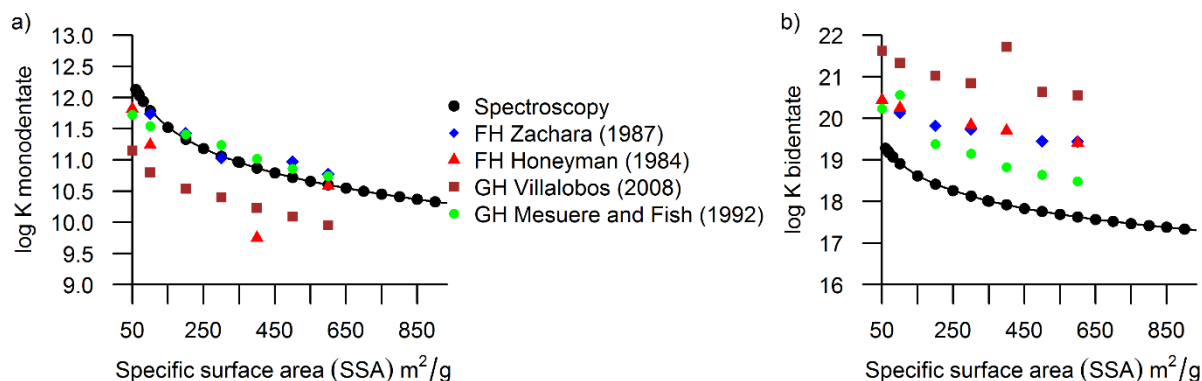 a)
log K monodentate
13.0
12.5
12.0
11.5
11.0
10.5
10.0
9.5
9.0
50 250 450 650 850
Specific surface area (SSA) m²/g
Spectroscopy
FH Zachara (1987)
FH Honeyman (1984)
GH Villalobos (2008)
GH Mesuere and Fish (1992)
b)
log K bidentate
22
21
20
19
18
17
16
50 250 450 650 850
Specific surface area (SSA) m²/g